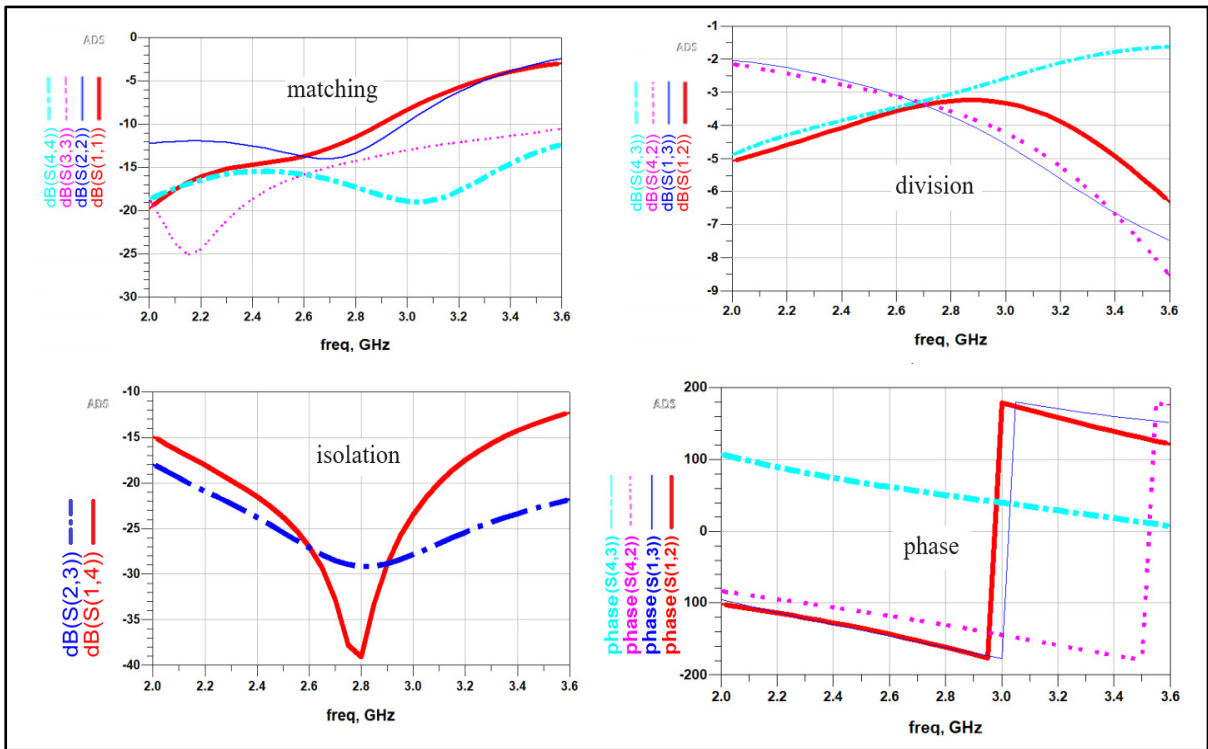 ADS
0
-5
-10
-15
-20
-25
-30
matching
dB(S(4,4))
dB(S(3,3))
dB(S(2,2))
dB(S(1,1))
2.0 2.2 2.4 2.6 2.8 3.0 3.2 3.4 3.6
freq, GHz
ADS
-1
-2
-3
-4
-5
-6
-7
-8
-9
division
dB(S(4,3))
dB(S(4,2))
dB(S(1,3))
dB(S(1,2))
2.0 2.2 2.4 2.6 2.8 3.0 3.2 3.4 3.6
freq, GHz
ADS
-10
-15
-20
-25
-30
-35
-40
isolation
dB(S(2,3))
dB(S(1,4))
2.0 2.2 2.4 2.6 2.8 3.0 3.2 3.4 3.6
freq, GHz
ADS
200
100
0
-100
-200
phase
phase(S(4,3))
phase(S(4,2))
phase(S(1,3))
phase(S(1,2))
2.0 2.2 2.4 2.6 2.8 3.0 3.2 3.4 3.6
freq, GHz